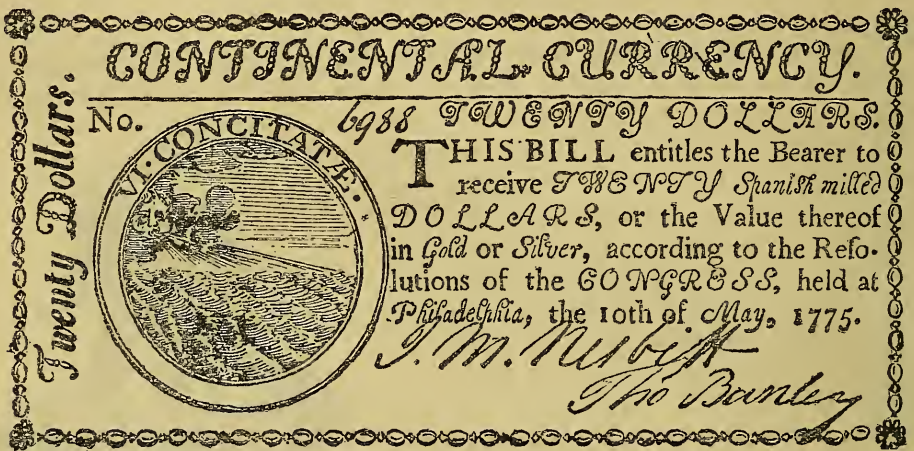 CONTINENTAL CURRENCY.
Twenty Dollars.
No. 6988 TWENTY DOLLARS.
VI·CONCITATÆ.
THIS BILL entitles the Bearer to
receive TWENTY Spanish milled
DOLLARS, or the Value thereof
in Gold or Silver, according to the Reſo-
lutions of the CONGRESS, held at
Philadelphia, the 10th of May, 1775.
J. M. Nesbitt
Tho